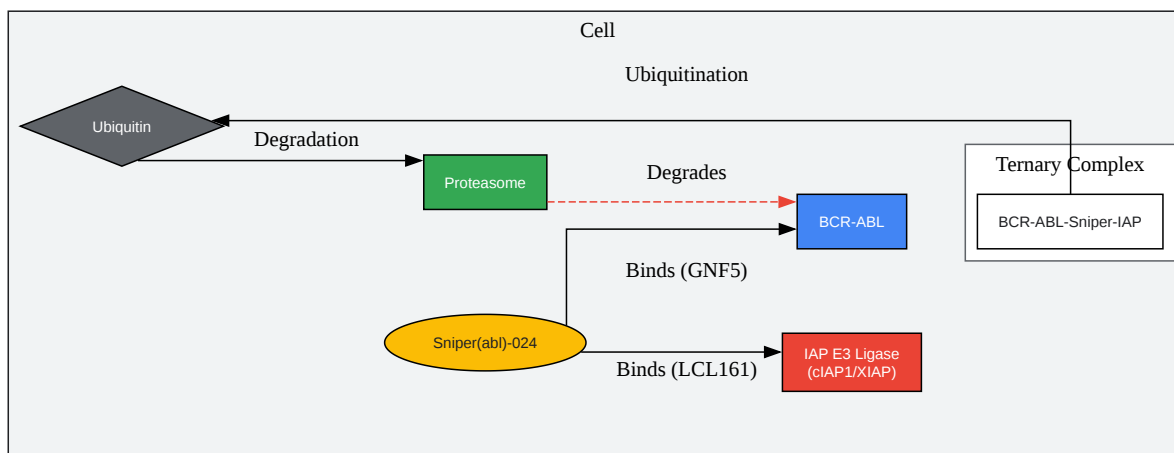 Cell
Ubiquitination
Ubiquitin
Degradation
Ternary Complex
Proteasome
Degrades
BCR-ABL
BCR-ABL-Sniper-IAP
Binds (GNF5)
Sniper(abl)-024
Binds (LCL161)
IAP E3 Ligase
(cIAP1/XIAP)